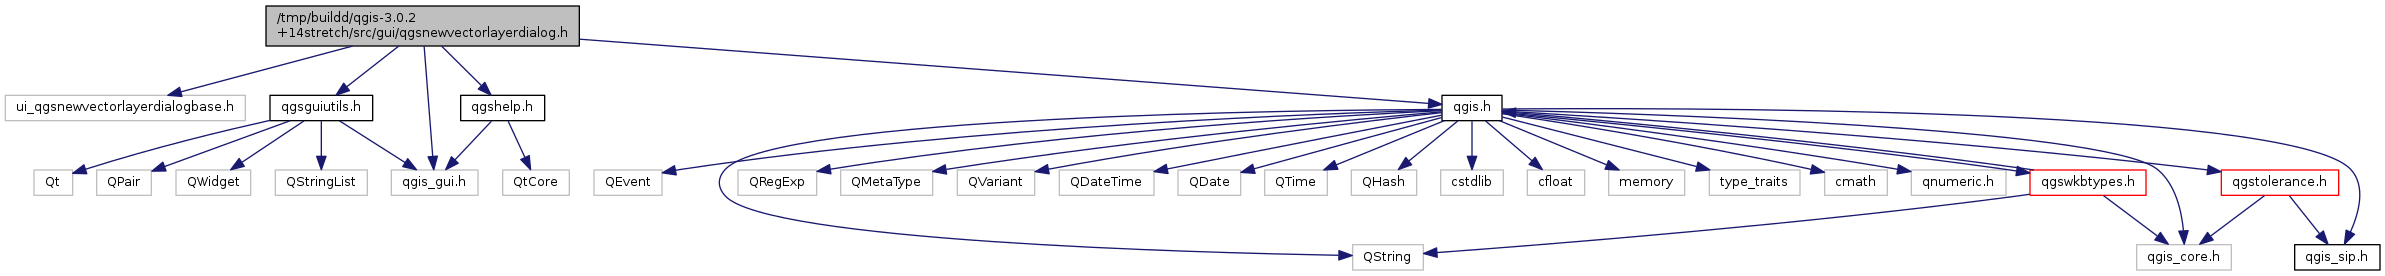 /tmp/buildd/qgis-3.0.2
+14stretch/src/gui/qgsnewvectorlayerdialog.h
ui_qgsnewvectorlayerdialogbase.h
qgsguiutils.h
qgshelp.h
qgis.h
Qt
QPair
QWidget
QStringList
qgis_gui.h
QtCore
QEvent
QRegExp
QMetaType
QVariant
QDateTime
QDate
QTime
QHash
cstdlib
cfloat
memory
type_traits
cmath
qnumeric.h
qgswkbtypes.h
qgstolerance.h
QString
qgis_core.h
qgis_sip.h